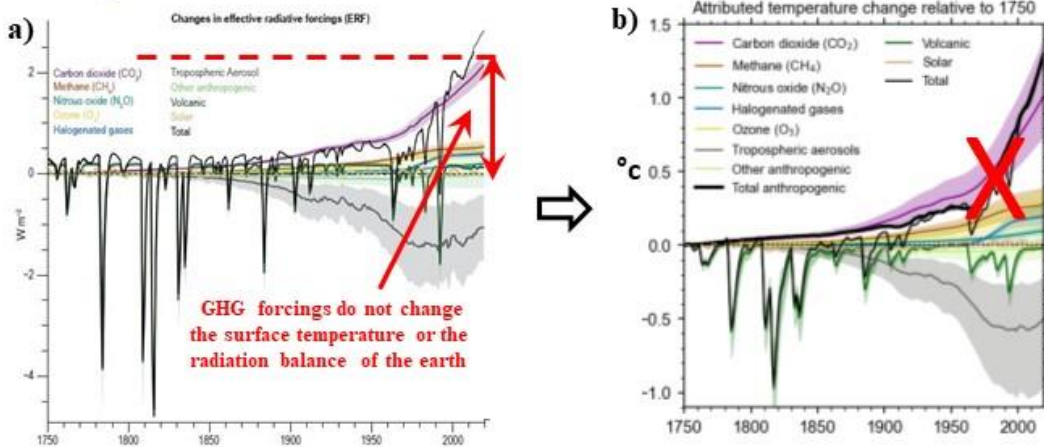 a)
Changes in effective radiative forcings (ERF)
Carbon dioxide (CO₂)
Methane (CH₄)
Nitrous oxide (N₂O)
Ozone (O₃)
Halogenated gases
Tropospheric Aerosol
Other anthropogenic
Volcanic
Solar
Total
W m⁻²
2
0
-2
-4
1750 1800 1850 1900 1950 2000
GHG forcings do not change
the surface temperature or the
radiation balance of the earth
b)
Attributed temperature change relative to 1750
Carbon dioxide (CO₂)
Methane (CH₄)
Nitrous oxide (N₂O)
Halogenated gases
Ozone (O₃)
Tropospheric aerosols
Other anthropogenic
Total anthropogenic
Volcanic
Solar
Total
X
°C
1.5
1.0
0.5
0.0
-0.5
-1.0
1750 1800 1850 1900 1950 2000